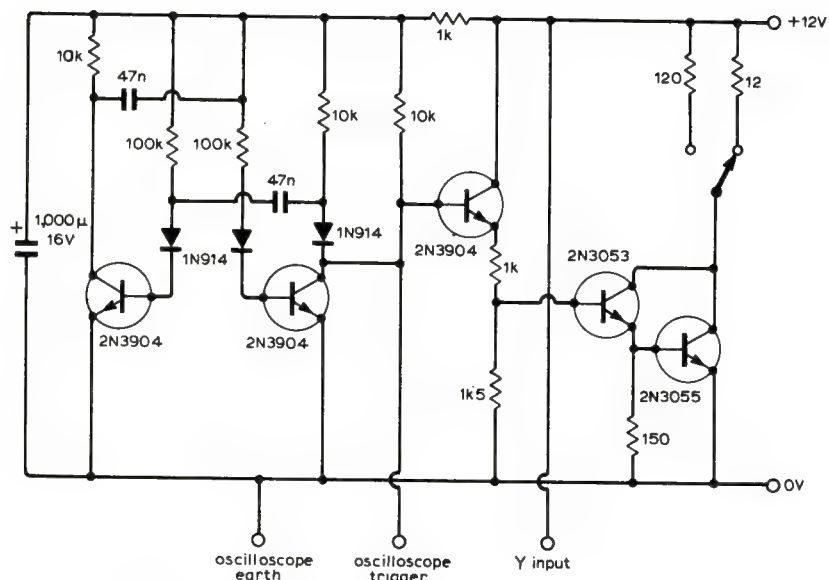 +12V
1k
10k
47n
120
12
100k
100k
10k
10k
47n
+
1,000µ
16V
1N914
1N914
2N3904
1k
2N3053
2N3904
2N3904
2N3055
1k5
150
0V
oscilloscope
earth
oscilloscope
trigger
Y input